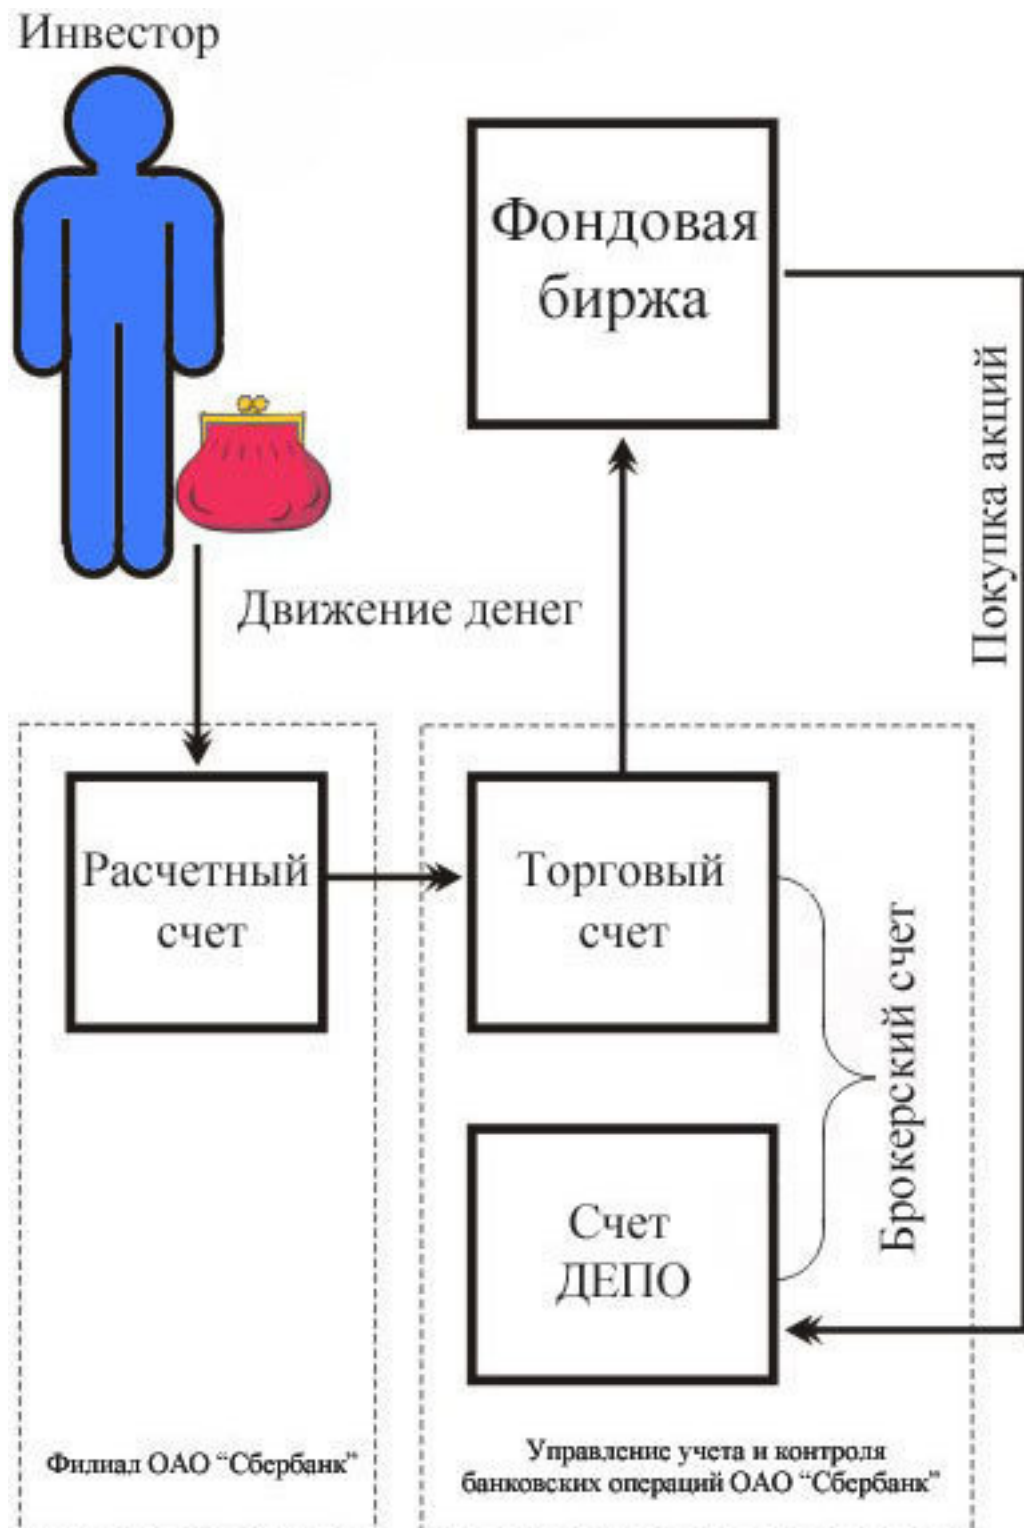 Инвестор
Фондовая
биржа
Покупка акций
Движение денег
Расчетный
счет
Торговый
счет
Брокерский счет
Счет
ДЕПО
Филиал ОАО “Сбербанк”
Управление учета и контроля
банковских операций ОАО “Сбербанк”